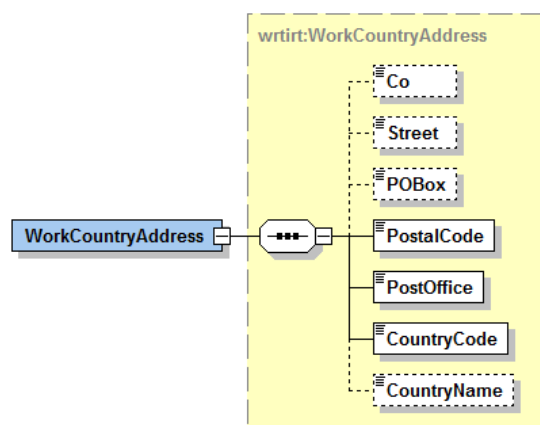 wrtirt:WorkCountryAddress
Co
Street
POBox
WorkCountryAddress
PostalCode
PostOffice
CountryCode
CountryName